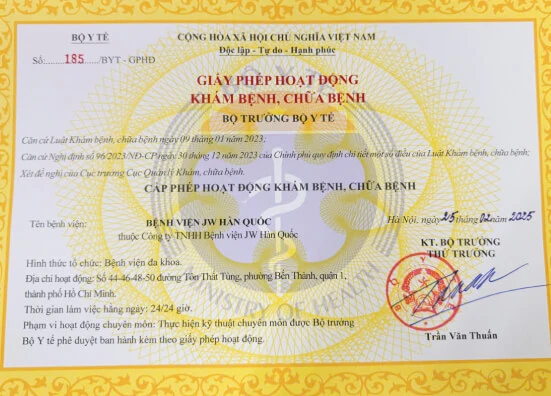 BỘ Y TẾ
CỘNG HÒA XÃ HỘI CHỦ NGHĨA VIỆT NAM
Độc lập - Tự do - Hạnh phúc
Số: 185 /BYT - GPHĐ
GIẤY PHÉP HOẠT ĐỘNG
KHÁM BỆNH, CHỮA BỆNH
BỘ TRƯỞNG BỘ Y TẾ
Căn cứ Luật Khám bệnh, chữa bệnh ngày 09 tháng 01 năm 2023;
Căn cứ Nghị định số 96/2023/NĐ-CP ngày 30 tháng 12 năm 2023 của Chính phủ quy định chi tiết một số điều của Luật Khám bệnh, chữa bệnh;
Xét đề nghị của Cục trưởng Cục Quản lý Khám, chữa bệnh.
CẤP PHÉP HOẠT ĐỘNG KHÁM BỆNH, CHỮA BỆNH
Tên bệnh viện: BỆNH VIỆN JW HÀN QUỐC
thuộc Công ty TNHH Bệnh viện JW Hàn Quốc
Hình thức tổ chức: Bệnh viện đa khoa.
Địa chỉ hoạt động: Số 44-46-48-50 đường Tôn Thất Tùng, phường Bến Thành, quận 1,
thành phố Hồ Chí Minh.
Thời gian làm việc hằng ngày: 24/24 giờ.
Phạm vi hoạt động chuyên môn: Thực hiện kỹ thuật chuyên môn được Bộ trưởng
Bộ Y tế phê duyệt ban hành kèm theo giấy phép hoạt động.
Hà Nội, ngày 25 tháng 02 năm 2025
KT. BỘ TRƯỞNG
THỨ TRƯỞNG
Trần Văn Thuấn
BỘ Y TẾ
MINISTRY OF HEALTH